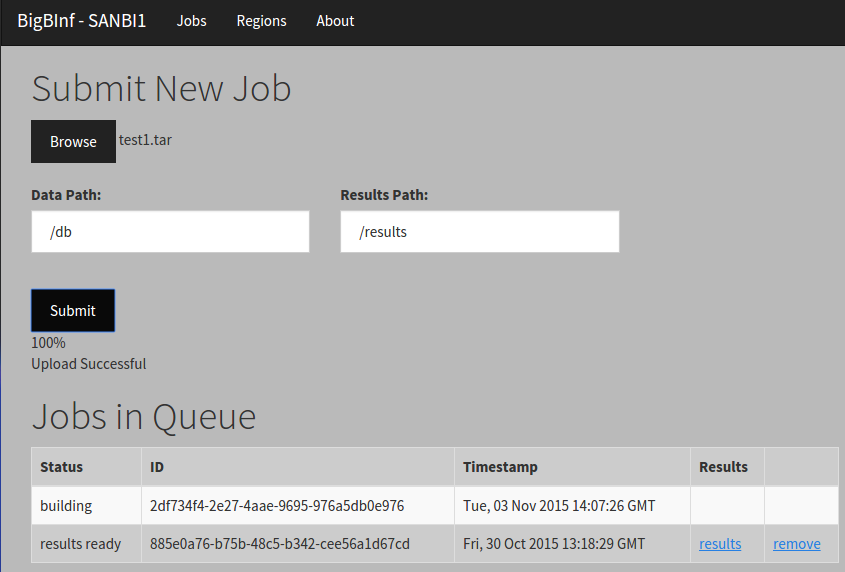 BigBInf - SANBI1 Jobs Regions About
Submit New Job
Browse test1.tar
Data Path: Results Path:
/db /results
Submit
100%
Upload Successful
Jobs in Queue
Status ID Timestamp Results
building 2df734f4-2e27-4aae-9695-976a5db0e976 Tue, 03 Nov 2015 14:07:26 GMT
results ready 885e0a76-b75b-48c5-b342-cee56a1d67cd Fri, 30 Oct 2015 13:18:29 GMT results remove